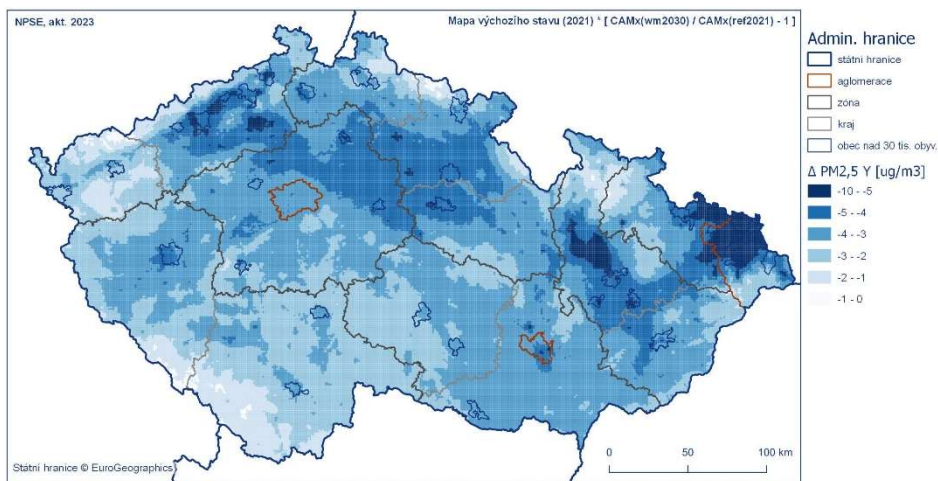 NPSE, akt. 2023
Mapa výchozího stavu (2021) * [ CAMx(wm2030) / CAMx(ref2021) - 1 ]
Admin. hranice
státní hranice
aglomerace
zóna
kraj
obec nad 30 tis. obyv.
Δ PM2,5 Y [ug/m3]
-10 - -5
-5 - -4
-4 - -3
-3 - -2
-2 - -1
-1 - 0
0 50 100 km
Státní hranice © EuroGeographics